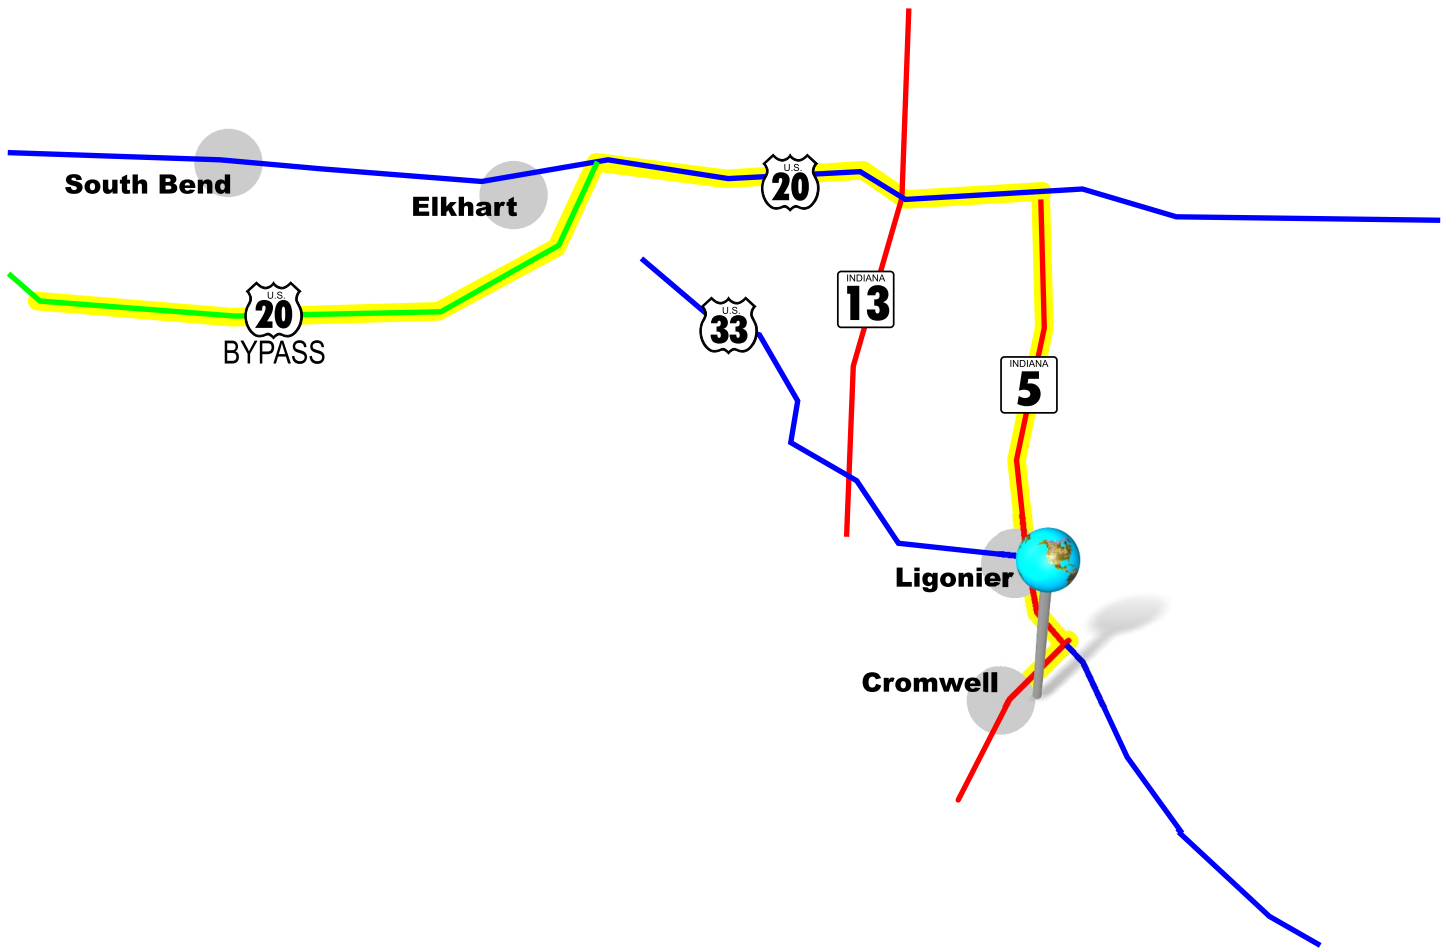 South Bend
Elkhart
U.S.
20
INDIANA
13
U.S.
20
BYPASS
U.S.
33
INDIANA
5
Ligonier
Cromwell